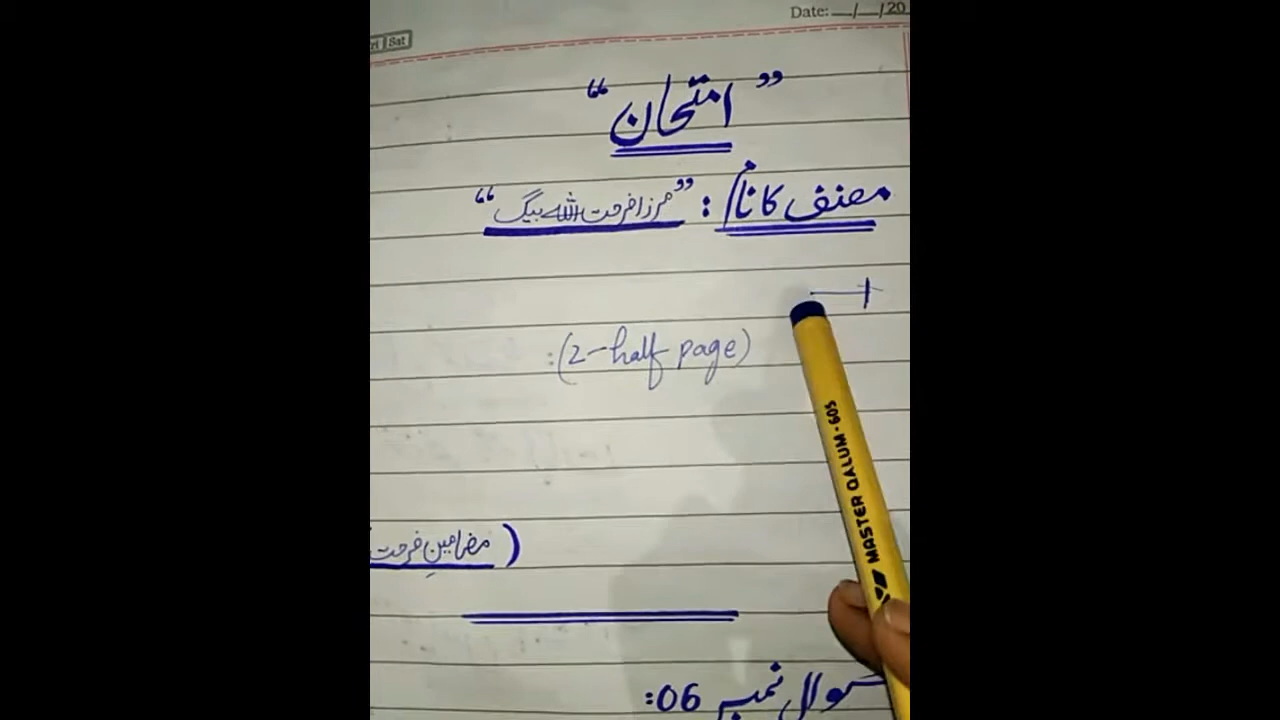 Date: __/__/20
Sat
”امتحان“
مصنف کا نام: ”مرزا فرحت اللہ بیگ“
:(2-half page)
(مضامینِ فرحت
سوال نمبر 06:
MASTER QALUM-605